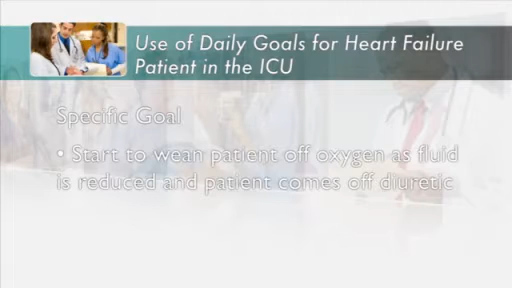 Use of Daily Goals for Heart Failure
Patient in the ICU
Specific Goal
• Start to wean patient off oxygen as fluid
is reduced and patient comes off diuretic